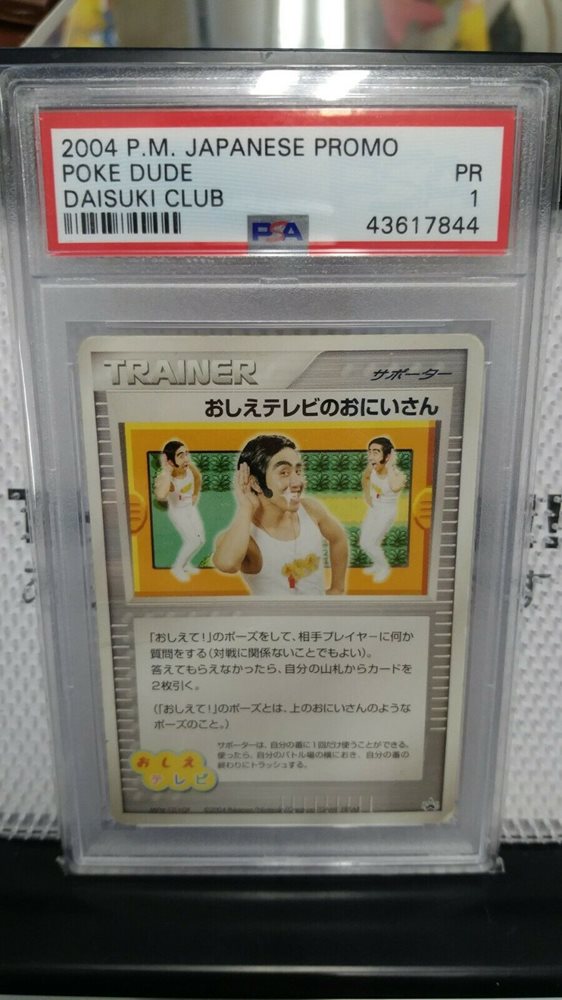 2004 P.M. JAPANESE PROMO
POKE DUDE
PR
DAISUKI CLUB
1
PSA
43617844
TRAINER
サポーター
おしえテレビのおにいさん
「おしえて!」のポーズをして、相手プレイヤーに何か
質問をする(対戦に関係ないことでもよい)。
答えてもらえなかったら、自分の山札からカードを
2枚引く。
(「おしえて!」のポーズとは、上のおにいさんのような
ポーズのこと。)
サポーターは、自分の番に1回だけ使うことができる。
使ったら、自分のバトル場の横におき、自分の番の
終わりにトラッシュする。
おしえ
テレビ